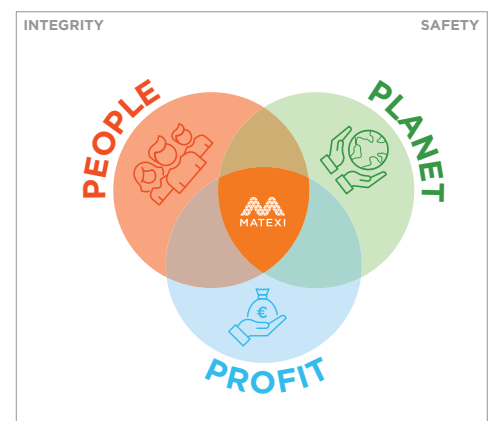 INTEGRITY
SAFETY
PEOPLE
PLANET
MATEXI
€
PROFIT